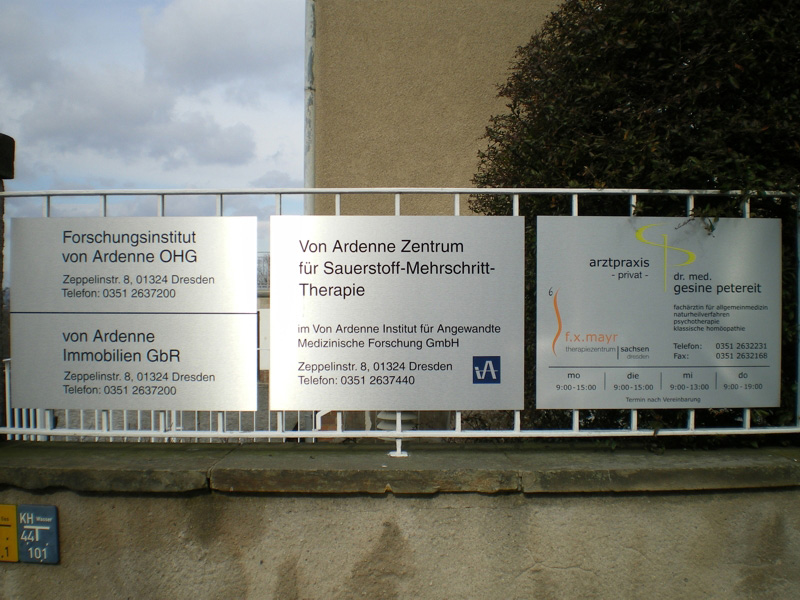 Forschungsinstitut
von Ardenne OHG
Zeppelinstr. 8, 01324 Dresden
Telefon: 0351 2637200
von Ardenne
Immobilien GbR
Zeppelinstr. 8, 01324 Dresden
Telefon: 0351 2637200
Von Ardenne Zentrum
für Sauerstoff-Mehrschritt-
Therapie
im Von Ardenne Institut für Angewandte
Medizinische Forschung GmbH
Zeppelinstr. 8, 01324 Dresden
Telefon: 0351 2637440
vA
arztpraxis
- privat -
dr. med.
gesine petereit
fachärztin für allgemeinmedizin
naturheilverfahren
psychotherapie
klassische homöopathie
f.x.mayr
therapiezentrum sachsen
dresden
Telefon: 0351 2632231
Fax: 0351 2632168
mo die mi do
9:00-15:00 9:00-15:00 9:00-13:00 9:00-19:00
Termin nach Vereinbarung
KH Wasser
44
101